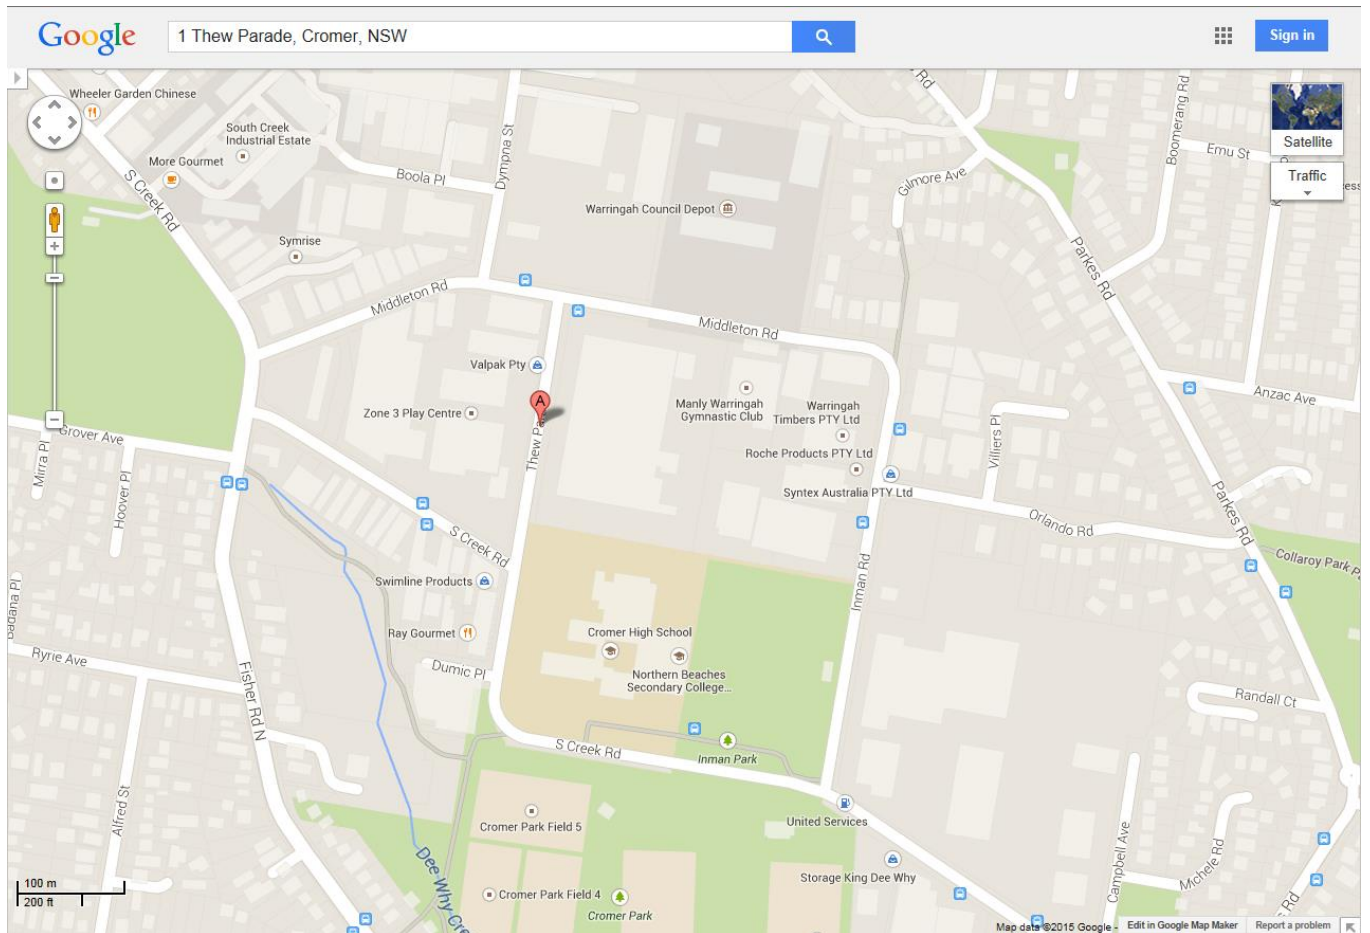 Google
1 Thew Parade, Cromer, NSW
Sign in
Wheeler Garden Chinese
South Creek
Industrial Estate
More Gourmet
S Creek Rd
Boola Pl
Dympna St
Symrise
Warringah Council Depot
Gilmore Ave
Boomerang Rd
Emu St
Satellite
Traffic
Parkes Rd
Middleton Rd
Middleton Rd
Valpak Pty
Zone 3 Play Centre
A
Thew
Manly Warringah
Gymnastic Club
Warringah
Timbers PTY Ltd
Roche Products PTY Ltd
Syntex Australia PTY Ltd
Villiers Pl
Anzac Ave
Grover Ave
Mirra Pl
Hoover Pl
S Creek Rd
Orlando Rd
Parkes Rd
Collaroy Park
Inman Rd
Swimline Products
Ray Gourmet
Dumic Pl
Cromer High School
Northern Beaches
Secondary College...
Badana Pl
Ryrie Ave
Fisher Rd N
Randall Ct
S Creek Rd
Inman Park
Alfred St
Cromer Park Field 5
United Services
Storage King Dee Why
Campbell Ave
Michele Rd
Dee Why Cre
Cromer Park Field 4
Cromer Park
100 m
200 ft
Rd
Map data ©2015 Google -
Edit in Google Map Maker
Report a problem